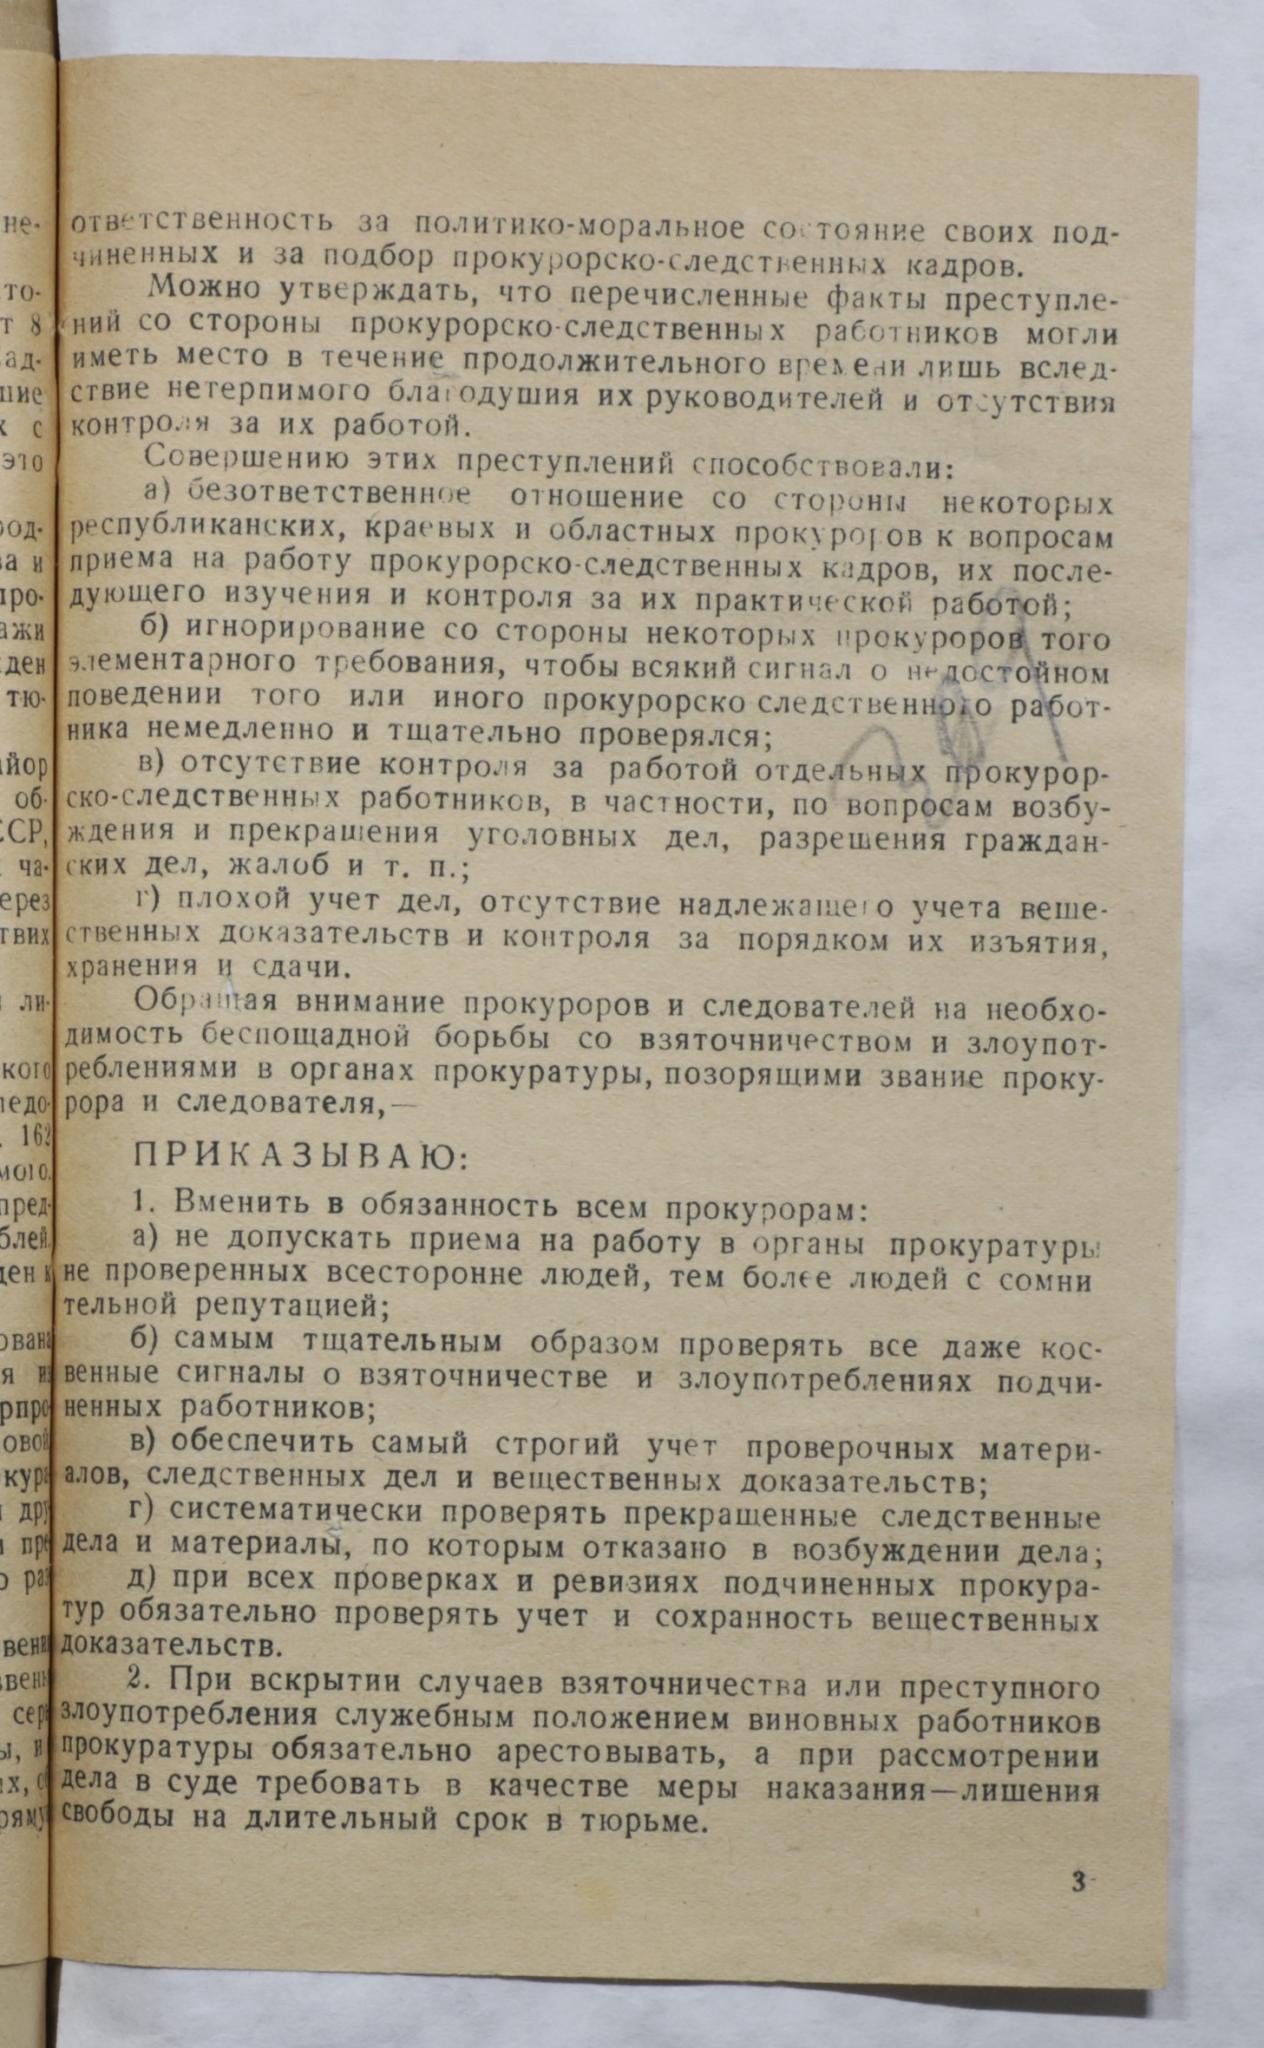 ответственность за политико-моральное состояние своих под-
чиненных и за подбор прокурорско-следственных кадров.
Можно утверждать, что перечисленные факты преступле-
ний со стороны прокурорско-следственных работников могли
иметь место в течение продолжительного времени лишь вслед-
ствие нетерпимого благодушия их руководителей и отсутствия
контроля за их работой.
Совершению этих преступлений способствовали:
а) безответственное отношение со стороны некоторых
республиканских, краевых и областных прокуроров к вопросам
приема на работу прокурорско-следственных кадров, их после-
дующего изучения и контроля за их практической работой;
б) игнорирование со стороны некоторых прокуроров того
элементарного требования, чтобы всякий сигнал о недостойном
поведении того или иного прокурорско следственного работ-
ника немедленно и тщательно проверялся;
в) отсутствие контроля за работой отдельных прокурор-
ско-следственных работников, в частности, по вопросам возбу-
ждения и прекращения уголовных дел, разрешения граждан-
ских дел, жалоб и т. п.;
г) плохой учет дел, отсутствие надлежащего учета веще-
ственных доказательств и контроля за порядком их изъятия,
хранения и сдачи.
Обращая внимание прокуроров и следователей на необхо-
димость беспощадной борьбы со взяточничеством и злоупот-
реблениями в органах прокуратуры, позорящими звание проку-
рора и следователя,—
ПРИКАЗЫВАЮ:
1. Вменить в обязанность всем прокурорам:
а) не допускать приема на работу в органы прокуратуры
не проверенных всесторонне людей, тем более людей с сомни
тельной репутацией;
б) самым тщательным образом проверять все даже кос-
венные сигналы о взяточничестве и злоупотреблениях подчи-
ненных работников;
в) обеспечить самый строгий учет проверочных матери-
алов, следственных дел и вещественных доказательств;
г) систематически проверять прекращенные следственные
дела и материалы, по которым отказано в возбуждении дела;
д) при всех проверках и ревизиях подчиненных прокура-
тур обязательно проверять учет и сохранность вещественных
доказательств.
2. При вскрытии случаев взяточничества или преступного
злоупотребления служебным положением виновных работников
прокуратуры обязательно арестовывать, а при рассмотрении
дела в суде требовать в качестве меры наказания—лишения
свободы на длительный срок в тюрьме.
3